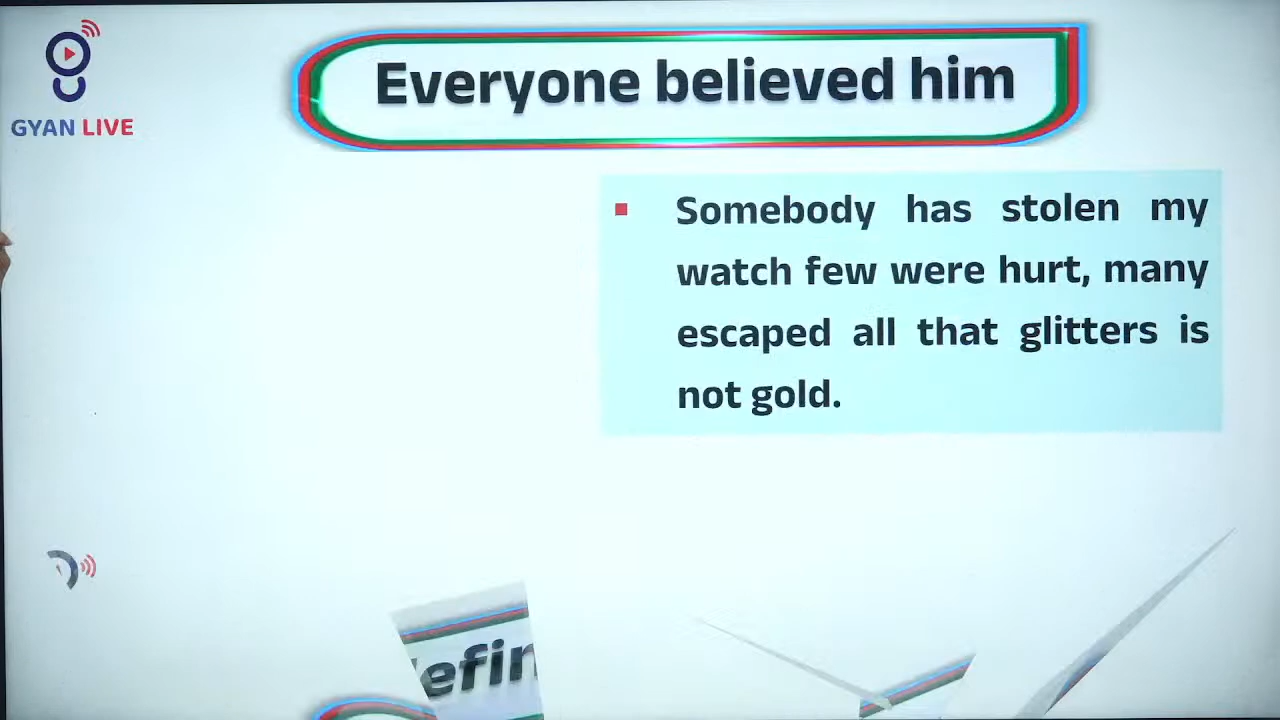 GYAN LIVE
Everyone believed him
Somebody has stolen my
watch few were hurt, many
escaped all that glitters is
not gold.